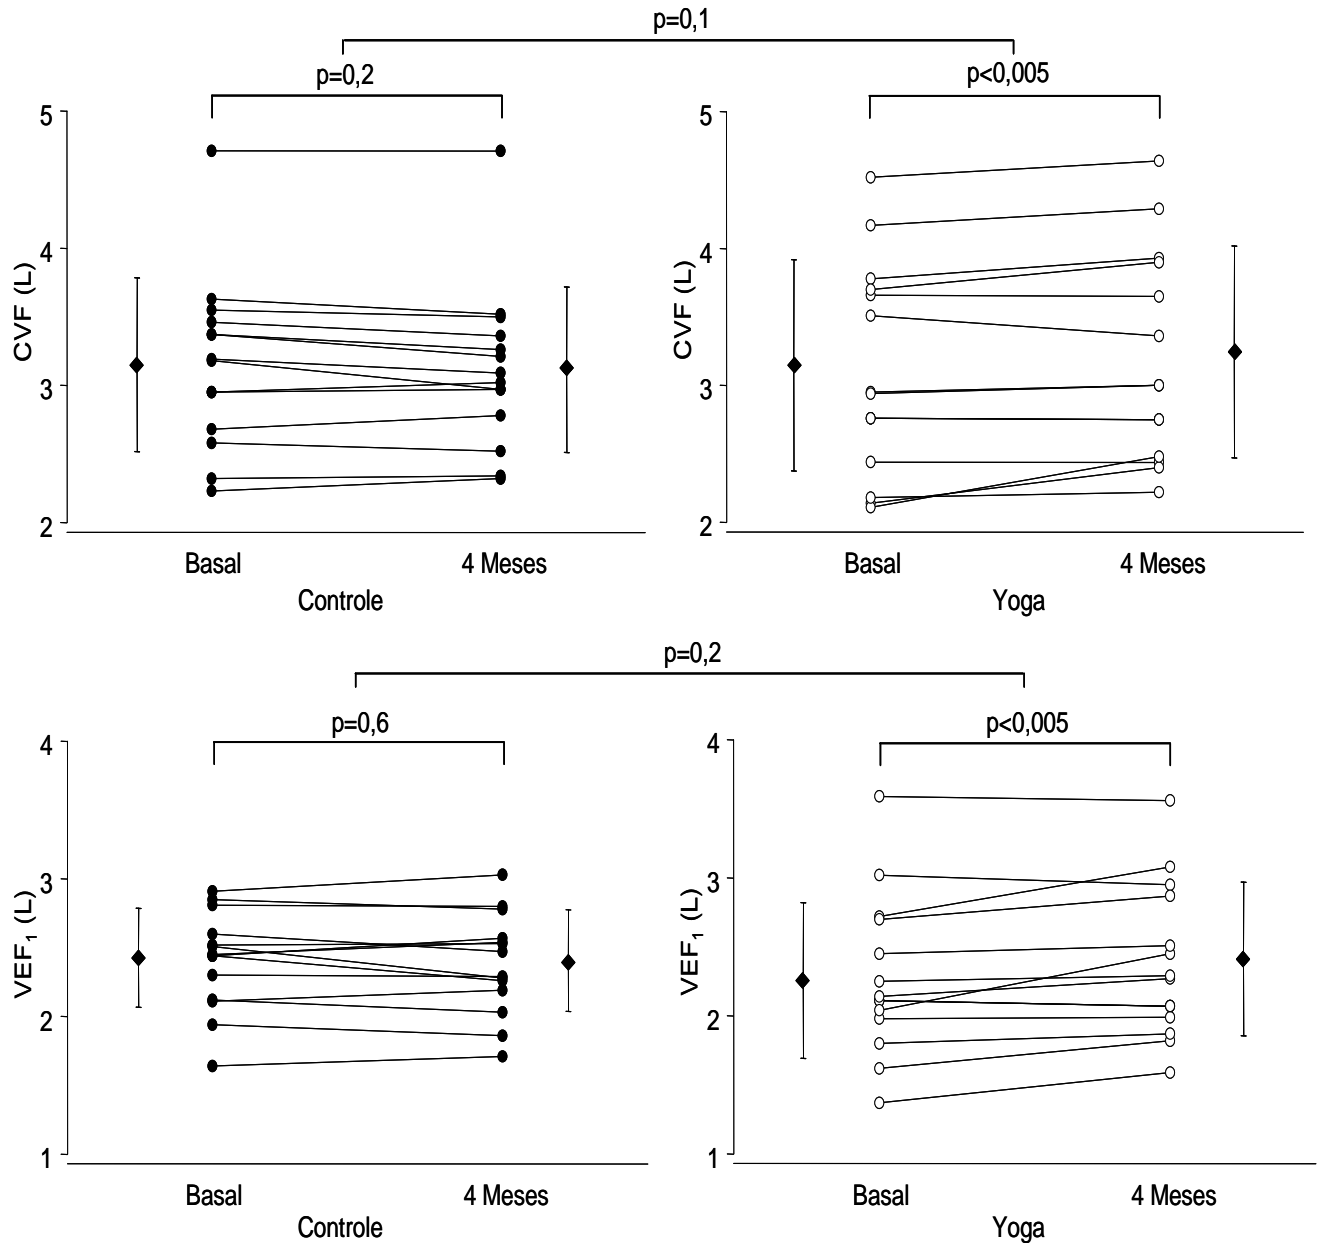 p=0,1
p=0,2
p<0,005
5
4
3
2
CVF (L)
Basal
4 Meses
Controle
5
4
3
2
CVF (L)
Basal
4 Meses
Yoga
p=0,2
p=0,6
p<0,005
4
3
2
1
VEF₁ (L)
Basal
4 Meses
Controle
4
3
2
1
VEF₁ (L)
Basal
4 Meses
Yoga